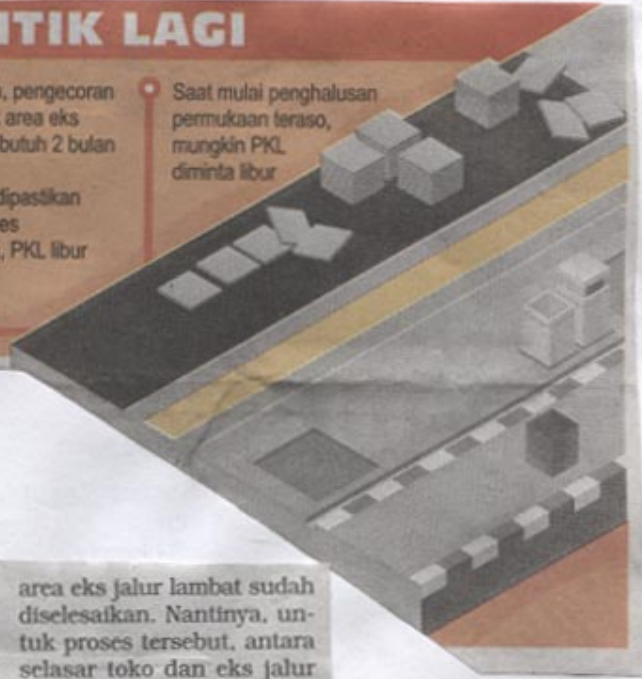 TIK LAGI
, pengecoran
area eks
butuh 2 bulan
dipastikan
es
, PKL libur
Saat mulai penghalusan
permukaan teraso,
mungkin PKL
diminta libur
area eks jalur lambat sudah
diselesaikan. Nantinya, un-
tuk proses tersebut, antara
selasar toko dan eks jalur